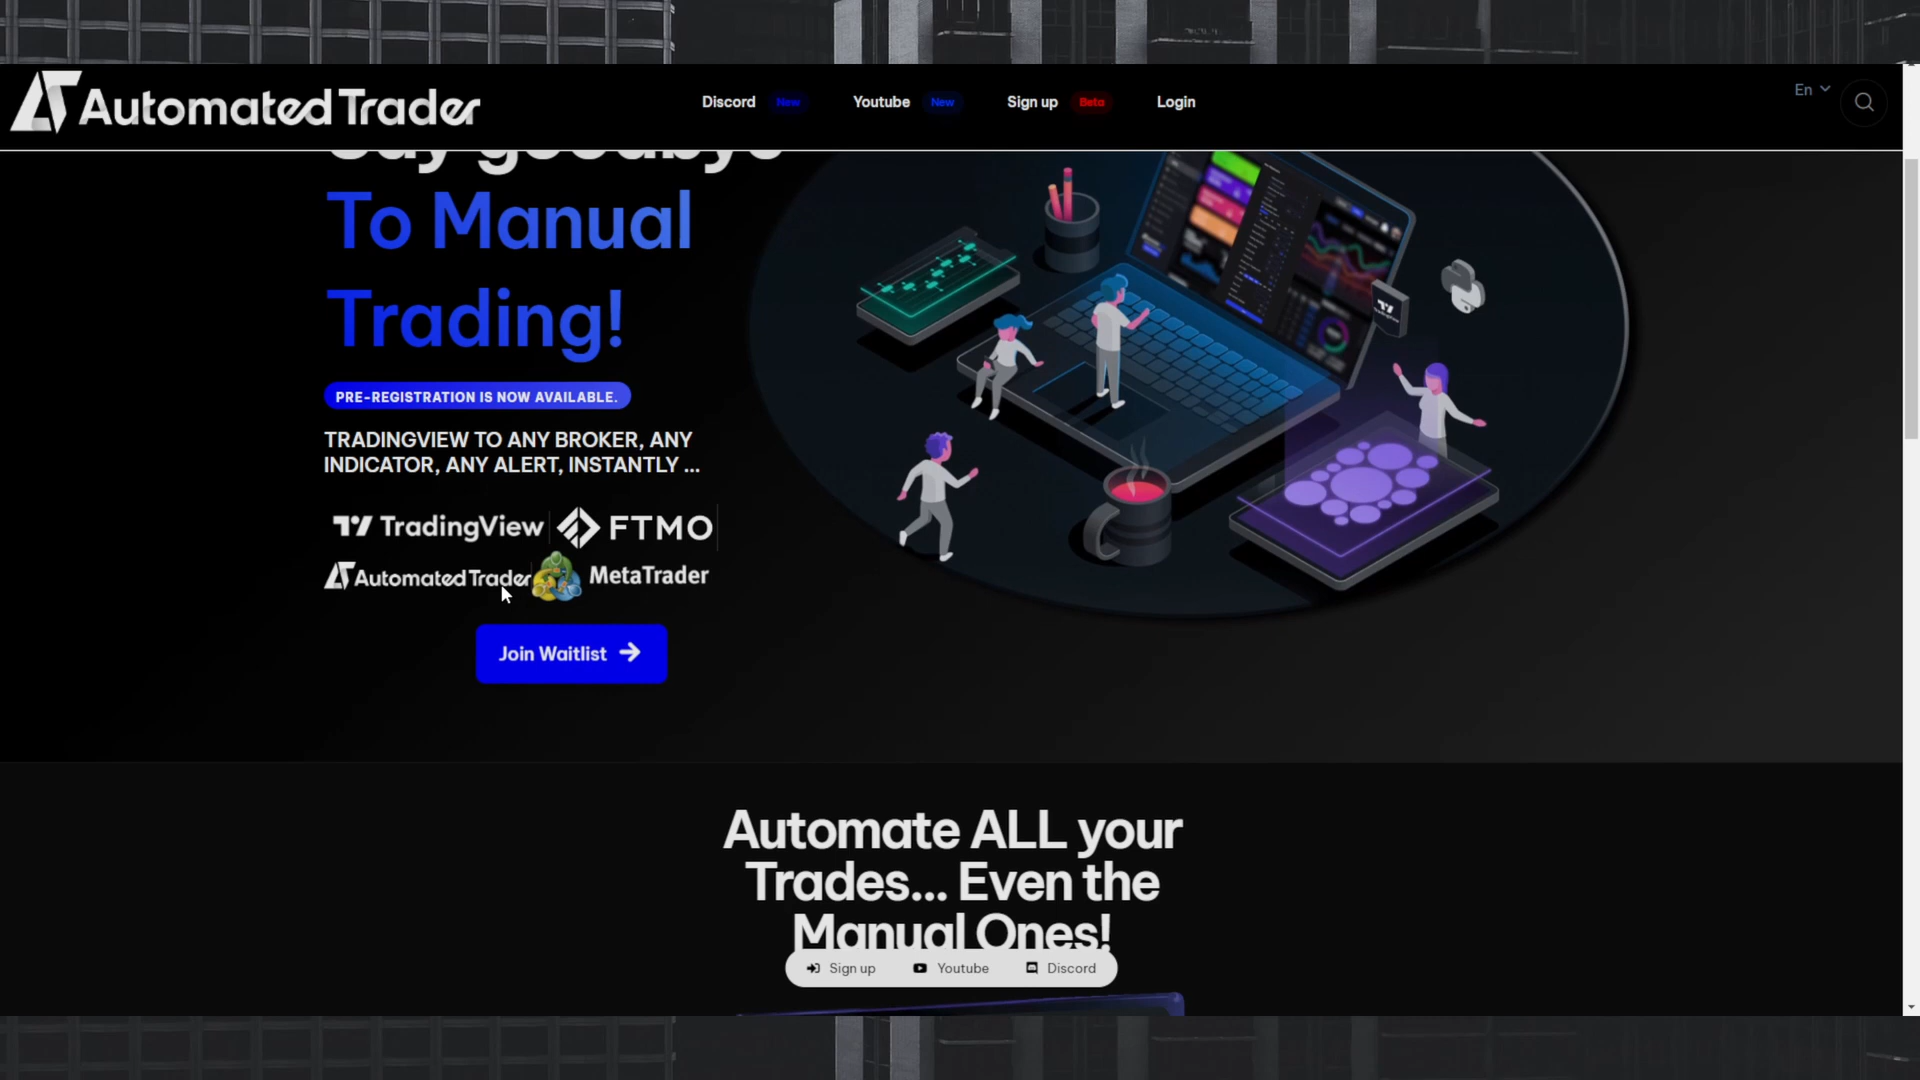 Automated Trader
Discord New Youtube New Sign up Beta Login
En
Say goodbye
To Manual
Trading!
PRE-REGISTRATION IS NOW AVAILABLE.
TRADINGVIEW TO ANY BROKER, ANY
INDICATOR, ANY ALERT, INSTANTLY ...
TradingView FTMO
Automated Trader MetaTrader
Join Waitlist
Automate ALL your
Trades... Even the
Manual Ones!
Sign up Youtube Discord